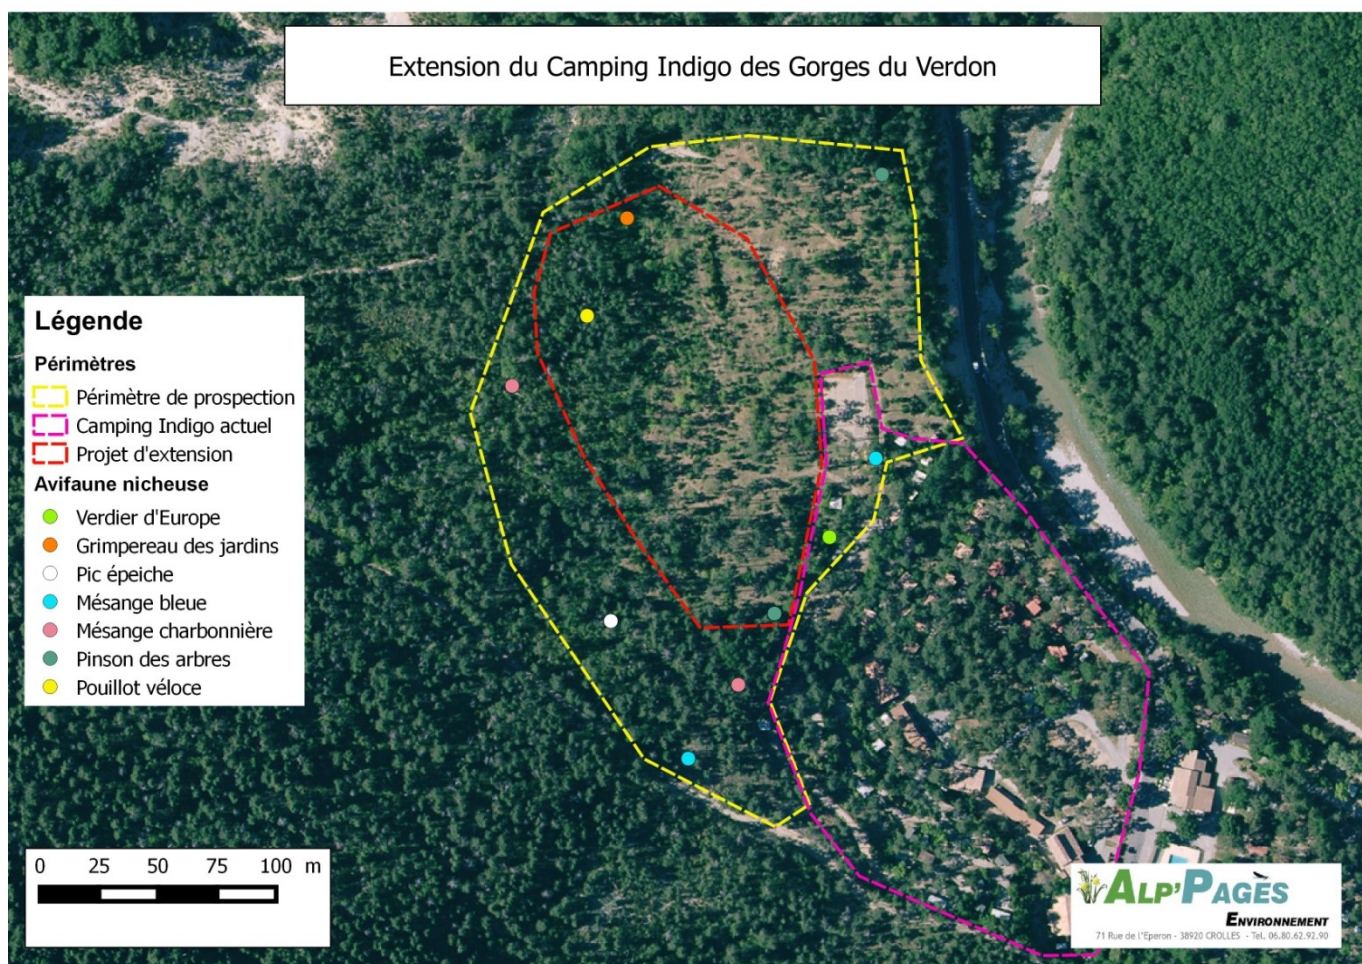 Extension du Camping Indigo des Gorges du Verdon
Légende
Périmètres
Périmètre de prospection
Camping Indigo actuel
Projet d'extension
Avifaune nicheuse
Verdier d'Europe
Grimpereau des jardins
Pic épeiche
Mésange bleue
Mésange charbonnière
Pinson des arbres
Pouillot véloce
0 25 50 75 100 m
ALP'PAGÈS
ENVIRONNEMENT
71 Rue de l'Eperon - 38920 CROLLES - Tel. 06.80.62.92.90